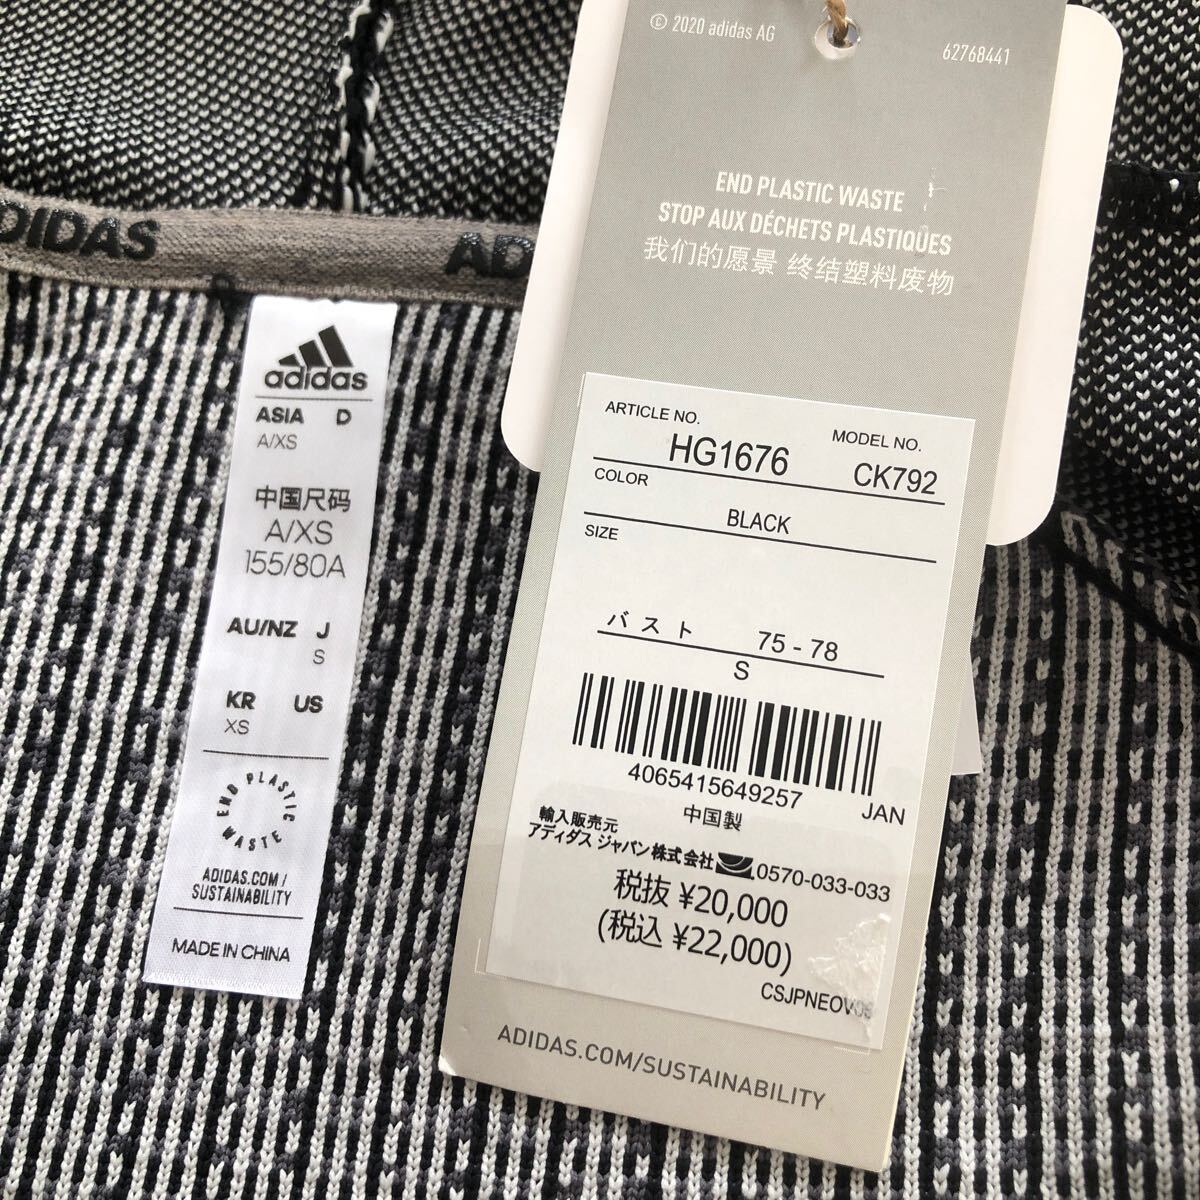 © 2020 adidas AG
62768441
END PLASTIC WASTE
STOP AUX DÉCHETS PLASTIQUES
我们的愿景 终结塑料废物
ARTICLE NO.
HG1676
MODEL NO.
CK792
COLOR
BLACK
SIZE
バスト 75 - 78
S
4065415649257
JAN
中国製
輸入販売元
アディダス ジャパン株式会社 0570-033-033
税抜 ¥20,000
(税込 ¥22,000)
ADIDAS.COM/SUSTAINABILITY
DIDAS
AD
adidas
ASIA D
A/XS
中国尺码
A/XS
155/80A
AU/NZ J
S
KR US
XS
END PLASTIC WASTE
ADIDAS.COM/
SUSTAINABILITY
MADE IN CHINA